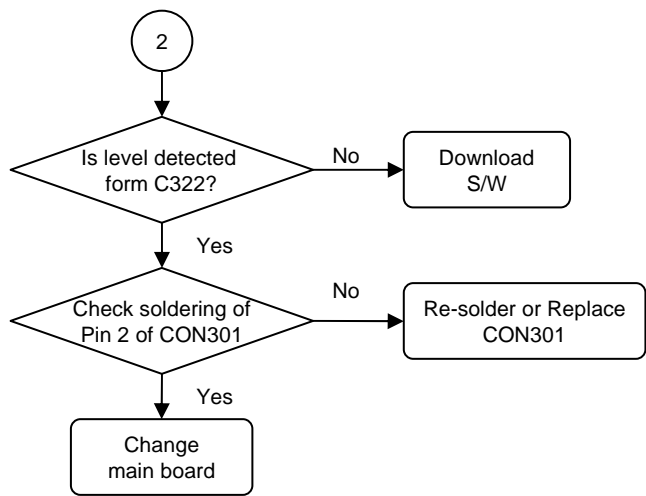 2
Is level detected
form C322?
No
Download
S/W
Yes
Check soldering of
Pin 2 of CON301
No
Re-solder or Replace
CON301
Yes
Change
main board